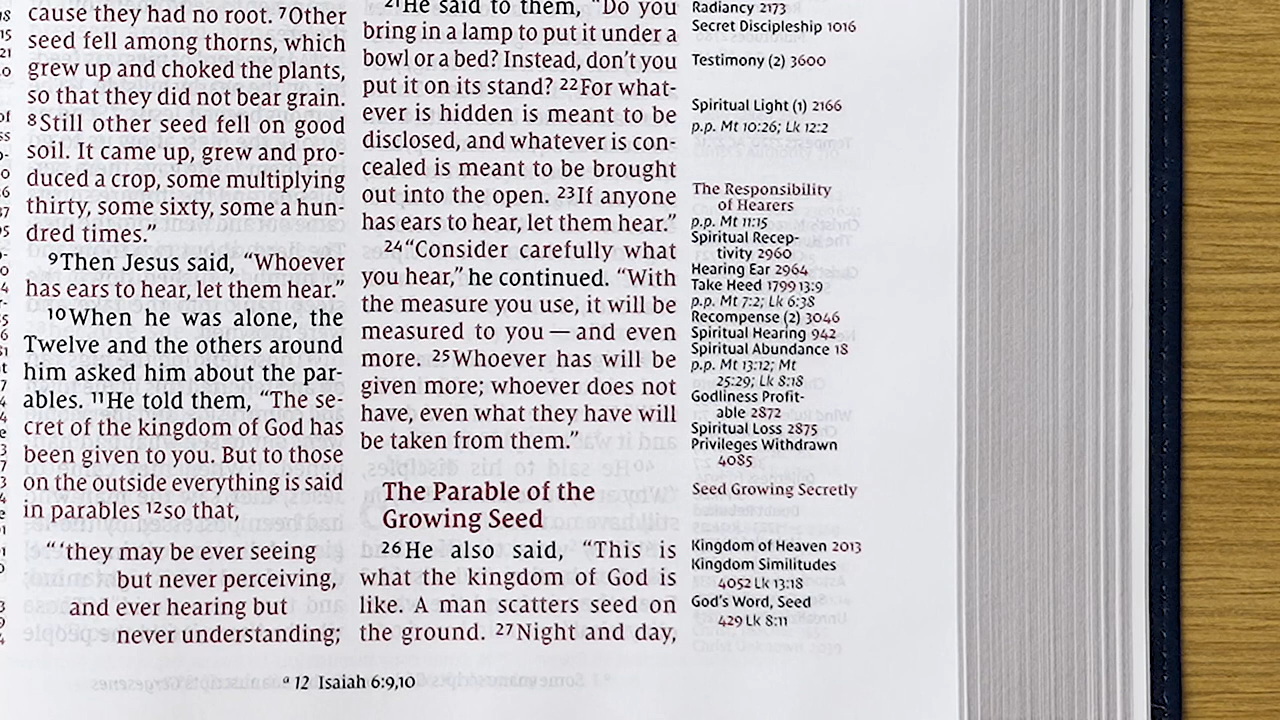 cause they had no root. 7Other
seed fell among thorns, which
grew up and choked the plants,
so that they did not bear grain.
8Still other seed fell on good
soil. It came up, grew and pro-
duced a crop, some multiplying
thirty, some sixty, some a hun-
dred times.”
9Then Jesus said, “Whoever
has ears to hear, let them hear.”
10When he was alone, the
Twelve and the others around
him asked him about the par-
ables. 11He told them, “The se-
cret of the kingdom of God has
been given to you. But to those
on the outside everything is said
in parables 12so that,
“‘they may be ever seeing
but never perceiving,
and ever hearing but
never understanding;
21He said to them, “Do you
bring in a lamp to put it under a
bowl or a bed? Instead, don’t you
put it on its stand? 22For what-
ever is hidden is meant to be
disclosed, and whatever is con-
cealed is meant to be brought
out into the open. 23If anyone
has ears to hear, let them hear.”
24“Consider carefully what
you hear,” he continued. “With
the measure you use, it will be
measured to you — and even
more. 25Whoever has will be
given more; whoever does not
have, even what they have will
be taken from them.”
The Parable of the
Growing Seed
26He also said, “This is
what the kingdom of God is
like. A man scatters seed on
the ground. 27Night and day,
Radiancy 2173
Secret Discipleship 1016
Testimony (2) 3600
Spiritual Light (1) 2166
p.p. Mt 10:26; Lk 12:2
The Responsibility
of Hearers
p.p. Mt 11:15
Spiritual Recep-
tivity 2960
Hearing Ear 2964
Take Heed 1799 13:9
p.p. Mt 7:2; Lk 6:38
Recompense (2) 3046
Spiritual Hearing 942
Spiritual Abundance 18
p.p. Mt 13:12; Mt
25:29; Lk 8:18
Godliness Profit-
able 2872
Spiritual Loss 2875
Privileges Withdrawn
4085
Seed Growing Secretly
Kingdom of Heaven 2013
Kingdom Similitudes
4052 Lk 13:18
God’s Word, Seed
429 Lk 8:11
a 12 Isaiah 6:9,10